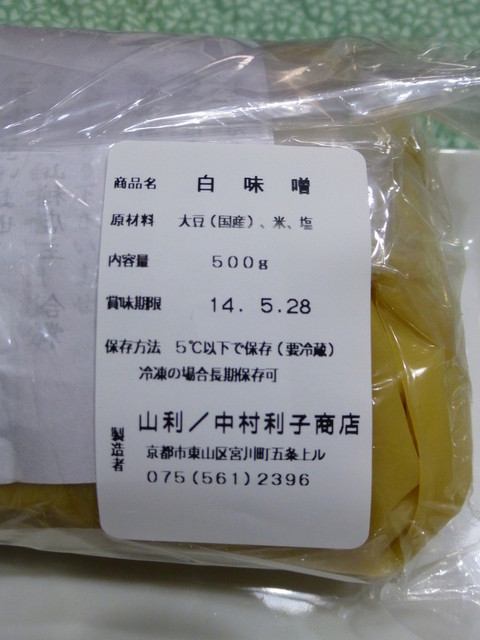 商品名 白味噌
原材料 大豆(国産)、米、塩
内容量 500g
賞味期限 14. 5.28
保存方法 5℃以下で保存(要冷蔵)
冷凍の場合長期保存可
製造者 山利/中村利子商店
京都市東山区宮川町五条上ル
075(561)2396